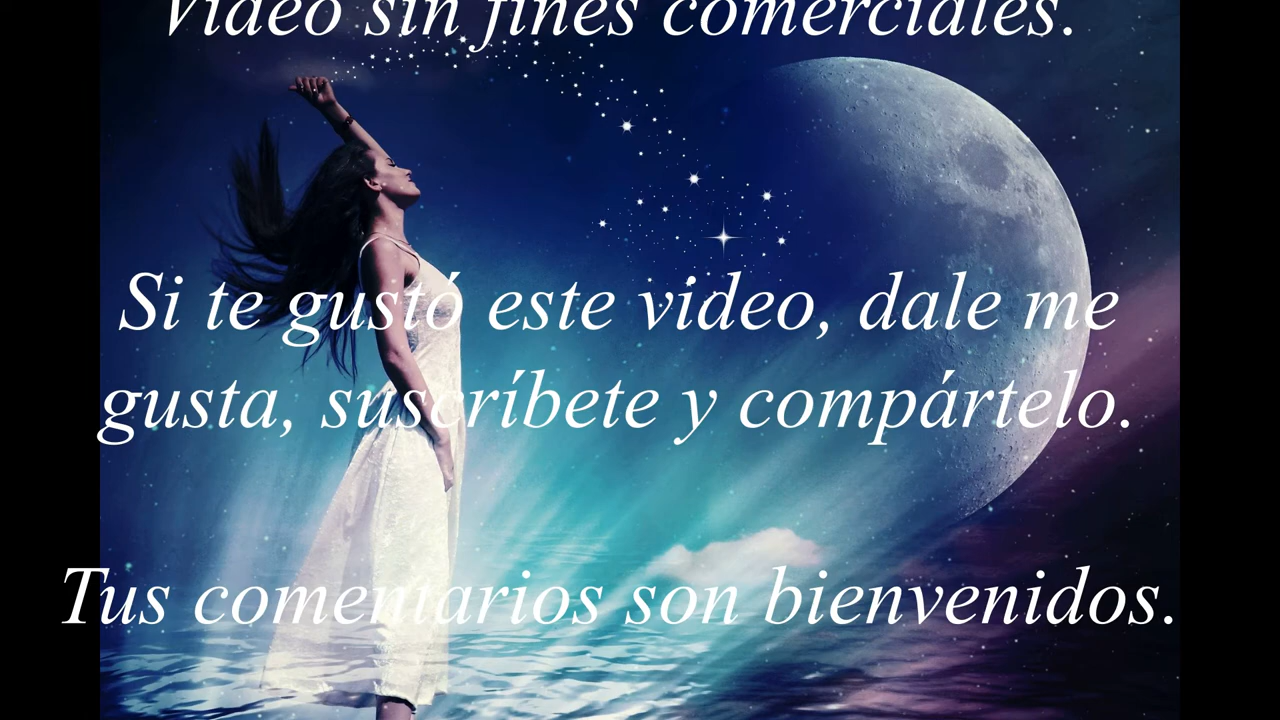 Video sin fines comerciales.
Si te gustó este video, dale me
gusta, suscríbete y compártelo.
Tus comentarios son bienvenidos.